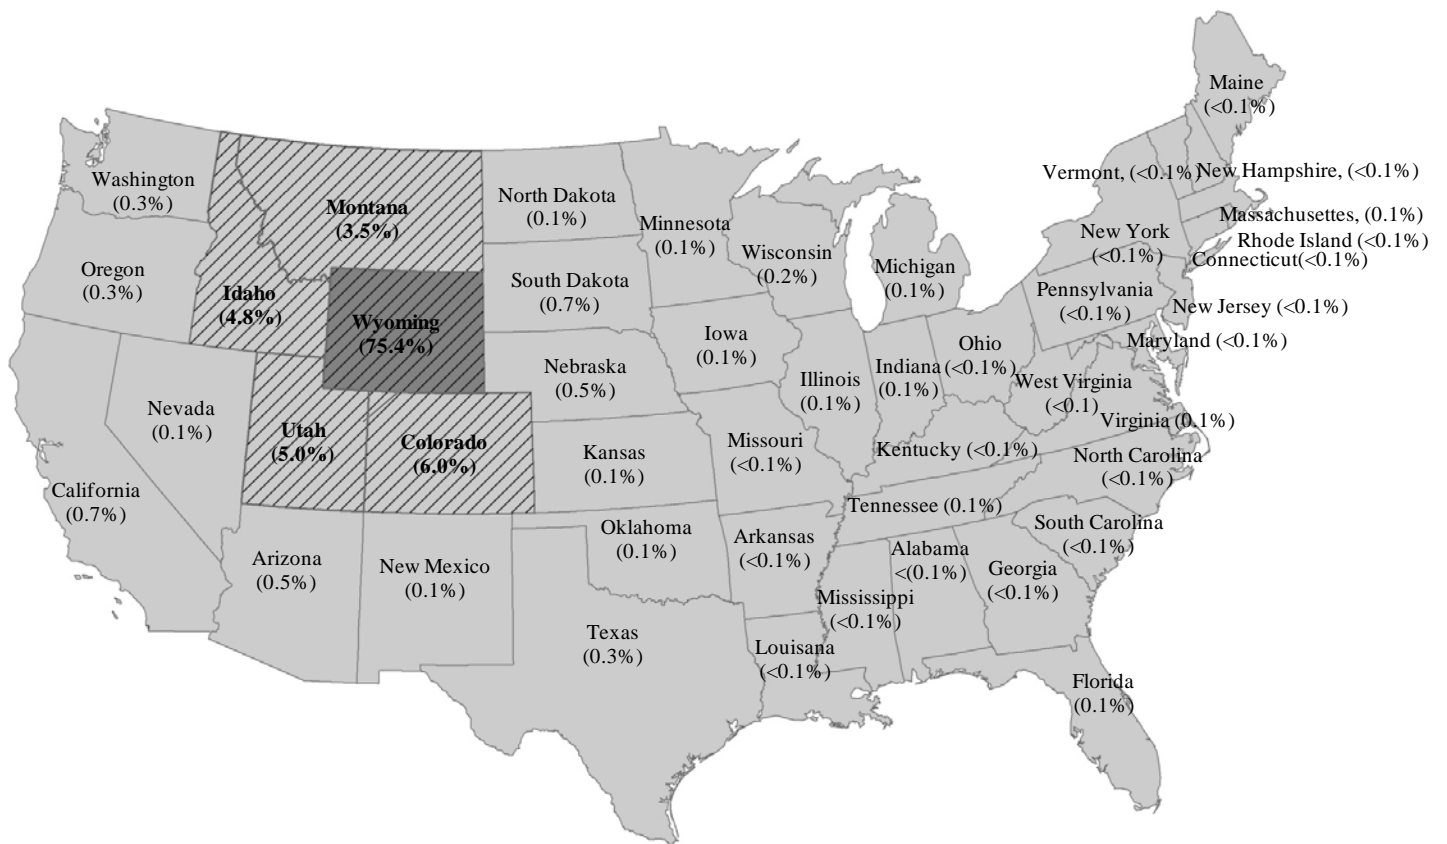 Maine
(<0.1%)
Vermont, (<0.1%)
New Hampshire, (<0.1%)
Washington
(0.3%)
Montana
(3.5%)
North Dakota
(0.1%)
Minnesota
(0.1%)
Massachusettes, (0.1%)
New York
(<0.1%)
Rhode Island (<0.1%)
Connecticut(<0.1%)
Oregon
(0.3%)
Idaho
(4.8%)
South Dakota
(0.7%)
Wisconsin
(0.2%)
Michigan
(0.1%)
Pennsylvania
(<0.1%)
New Jersey (<0.1%)
Wyoming
(75.4%)
Iowa
(0.1%)
Ohio
(<0.1%)
Maryland (<0.1%)
Nebraska
(0.5%)
Illinois
(0.1%)
Indiana
(0.1%)
West Virginia
(<0.1)
Nevada
(0.1%)
Utah
(5.0%)
Colorado
(6.0%)
Kansas
(0.1%)
Missouri
(<0.1%)
Kentucky (<0.1%)
Virginia (0.1%)
North Carolina
(<0.1%)
California
(0.7%)
Tennessee (0.1%)
Arizona
(0.5%)
New Mexico
(0.1%)
Oklahoma
(0.1%)
Arkansas
(<0.1%)
Alabama
<(0.1%)
South Carolina
(<0.1%)
Georgia
(<0.1%)
Mississippi
(<0.1%)
Texas
(0.3%)
Louisana
(<0.1%)
Florida
(0.1%)